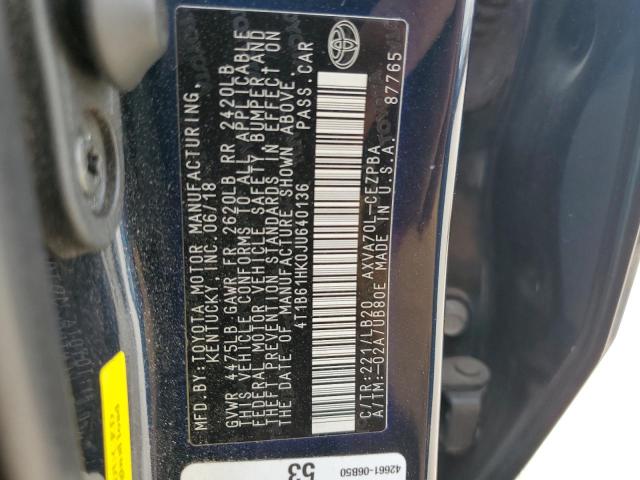 MFD.BY:TOYOTA MOTOR MANUFACTURING,
KENTUCKY, INC. 06/18
GVWR 4475LB GAWR FR 2620LB RR 2420LB
THIS VEHICLE CONFORMS TO ALL APPLICABLE
FEDERAL MOTOR VEHICLE SAFETY, BUMPER, AND
THEFT PREVENTION STANDARDS IN EFFECT ON
THE DATE OF MANUFACTURE SHOWN ABOVE.
4T1B61HK0JU640136 PASS. CAR
C/TR:221/LB20 AXVA70L-CEZPBA
A/TM:-02A/UB80E MADE IN U.S.A. 87765
42661-06B50
53